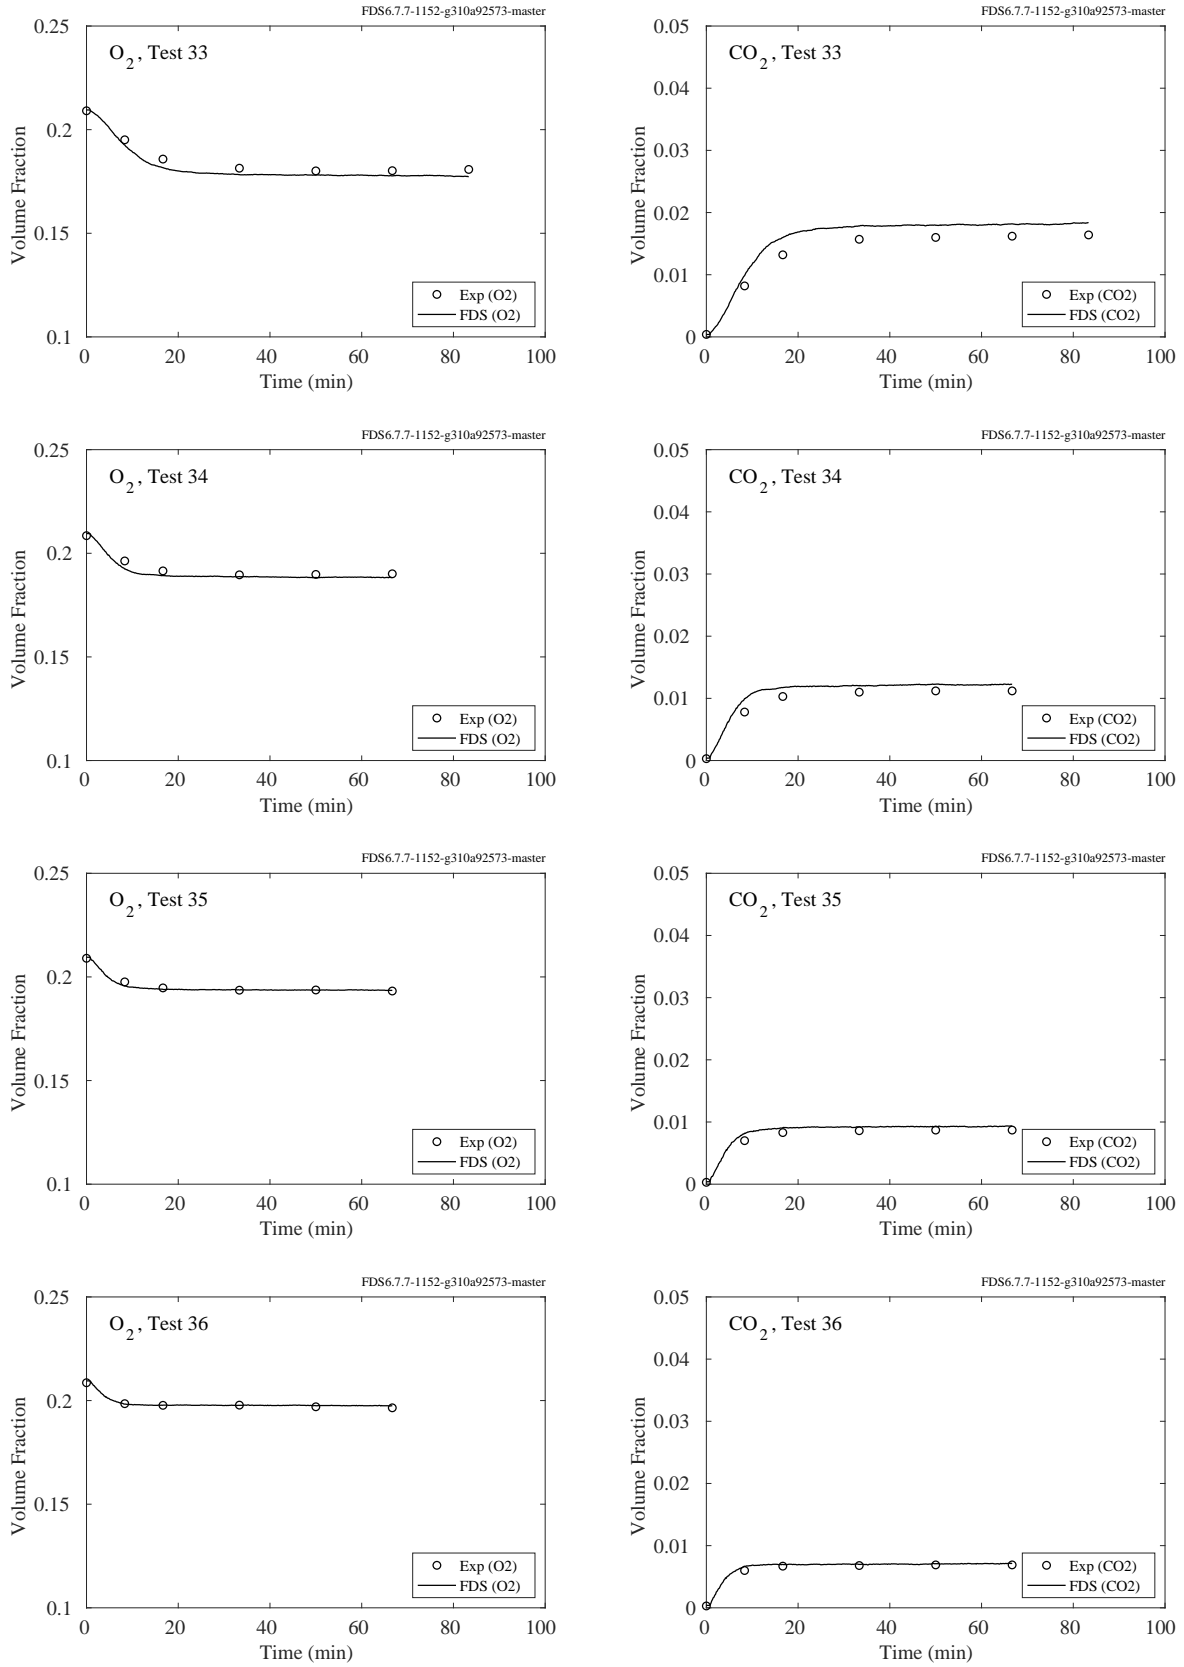 FDS6.7.7-1152-g310a92573-master
O2, Test 33
0.25
0.2
0.15
0.1
Volume Fraction
Exp (O2)
FDS (O2)
0 20 40 60 80 100
Time (min)
FDS6.7.7-1152-g310a92573-master
CO2, Test 33
0.05
0.04
0.03
0.02
0.01
0
Volume Fraction
Exp (CO2)
FDS (CO2)
0 20 40 60 80 100
Time (min)
FDS6.7.7-1152-g310a92573-master
O2, Test 34
0.25
0.2
0.15
0.1
Volume Fraction
Exp (O2)
FDS (O2)
0 20 40 60 80 100
Time (min)
FDS6.7.7-1152-g310a92573-master
CO2, Test 34
0.05
0.04
0.03
0.02
0.01
0
Volume Fraction
Exp (CO2)
FDS (CO2)
0 20 40 60 80 100
Time (min)
FDS6.7.7-1152-g310a92573-master
O2, Test 35
0.25
0.2
0.15
0.1
Volume Fraction
Exp (O2)
FDS (O2)
0 20 40 60 80 100
Time (min)
FDS6.7.7-1152-g310a92573-master
CO2, Test 35
0.05
0.04
0.03
0.02
0.01
0
Volume Fraction
Exp (CO2)
FDS (CO2)
0 20 40 60 80 100
Time (min)
FDS6.7.7-1152-g310a92573-master
O2, Test 36
0.25
0.2
0.15
0.1
Volume Fraction
Exp (O2)
FDS (O2)
0 20 40 60 80 100
Time (min)
FDS6.7.7-1152-g310a92573-master
CO2, Test 36
0.05
0.04
0.03
0.02
0.01
0
Volume Fraction
Exp (CO2)
FDS (CO2)
0 20 40 60 80 100
Time (min)